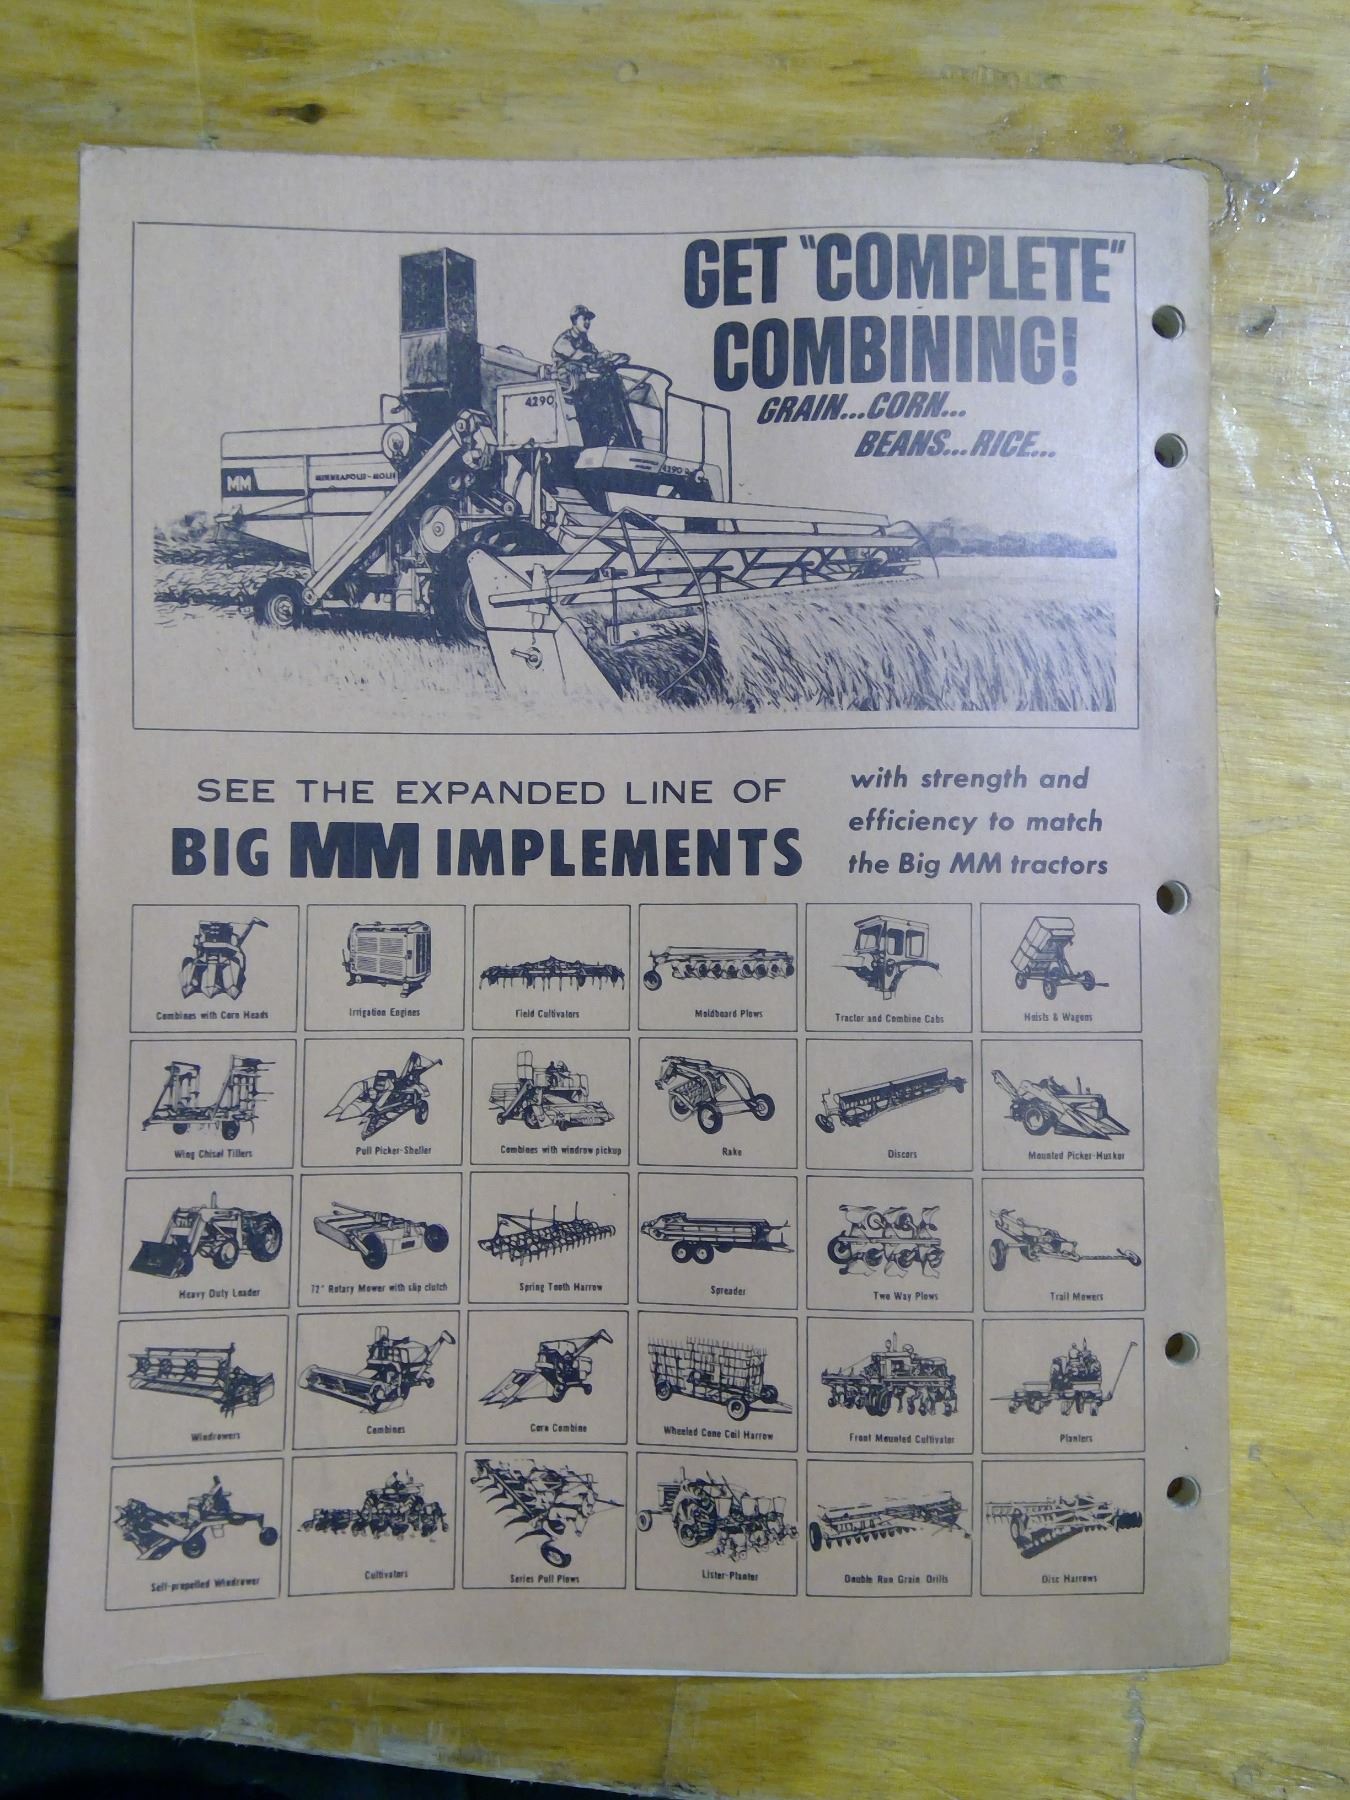 GET "COMPLETE"
COMBINING!
GRAIN...CORN...
BEANS...RICE...
4290
MM
MINNEAPOLIS-MOLINE
4290
SEE THE EXPANDED LINE OF
BIG MM IMPLEMENTS
with strength and
efficiency to match
the Big MM tractors
Combines with Corn Heads
Irrigation Engines
Field Cultivators
Moldboard Plows
Tractor and Combine Cabs
Hoists & Wagons
Wing Chisel Tillers
Pull Picker-Sheller
Combines with windrow pickup
Rake
Discers
Mounted Picker-Husker
Heavy Duty Loader
72" Rotary Mower with slip clutch
Spring Tooth Harrow
Spreader
Two Way Plows
Trail Mowers
Windrowers
Combines
Corn Combine
Wheeled Cone Coil Harrow
Front Mounted Cultivator
Planters
Self-propelled Windrower
Cultivators
Series Pull Plows
Lister-Planter
Double Run Grain Drills
Disc Harrows